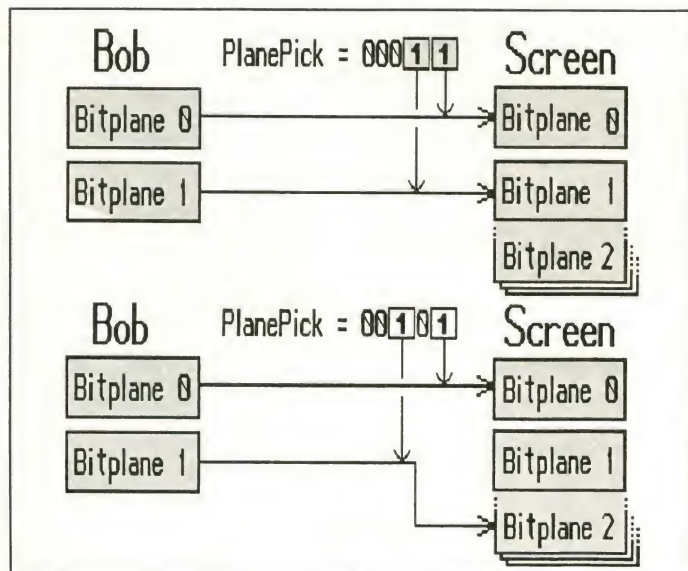 Bob PlanePick = 00011 Screen
Bitplane 0 Bitplane 0
Bitplane 1 Bitplane 1
Bitplane 2
Bob PlanePick = 00101 Screen
Bitplane 0 Bitplane 0
Bitplane 1 Bitplane 1
Bitplane 2